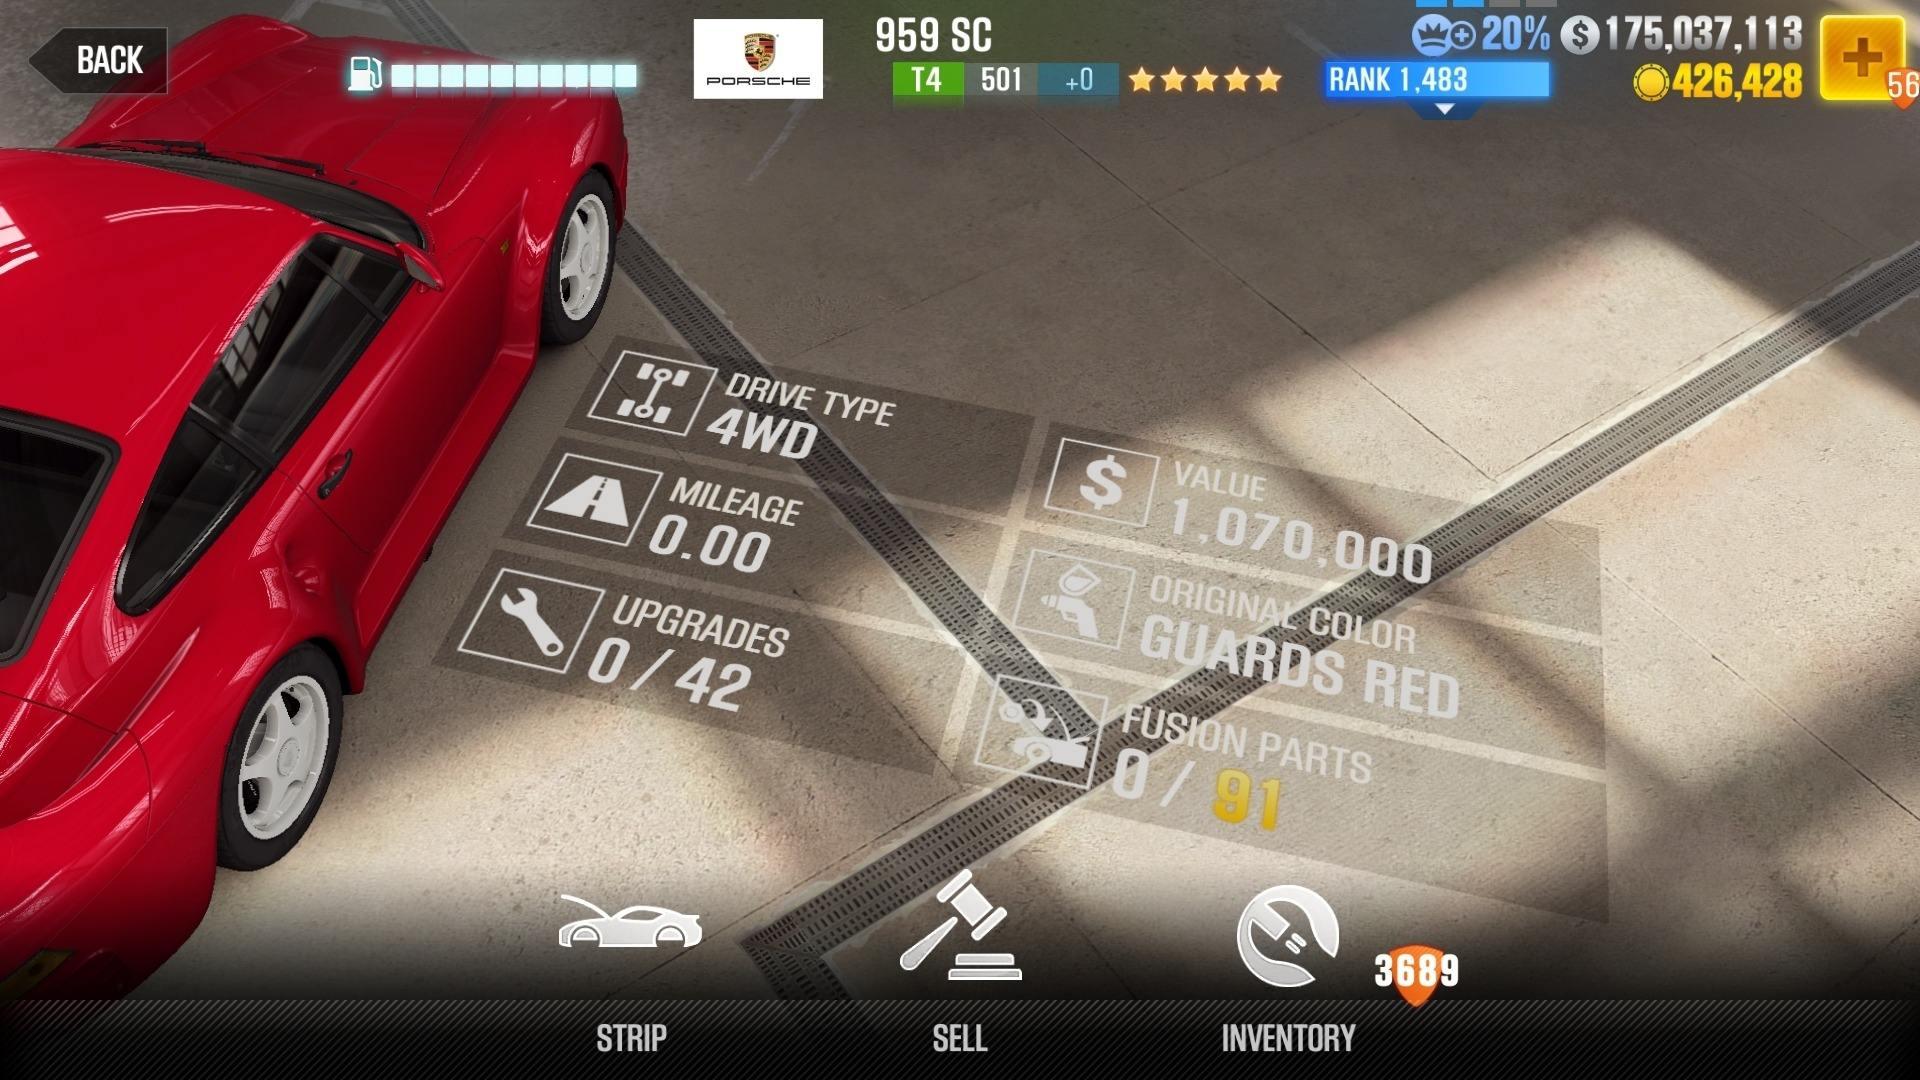 BACK
PORSCHE
959 SC
T4 501 +0
20%
175,037,113
RANK 1,483
426,428
56
DRIVE TYPE
4WD
MILEAGE
0.00
UPGRADES
0 / 42
VALUE
1,070,000
ORIGINAL COLOR
GUARDS RED
FUSION PARTS
0 / 91
3689
STRIP
SELL
INVENTORY